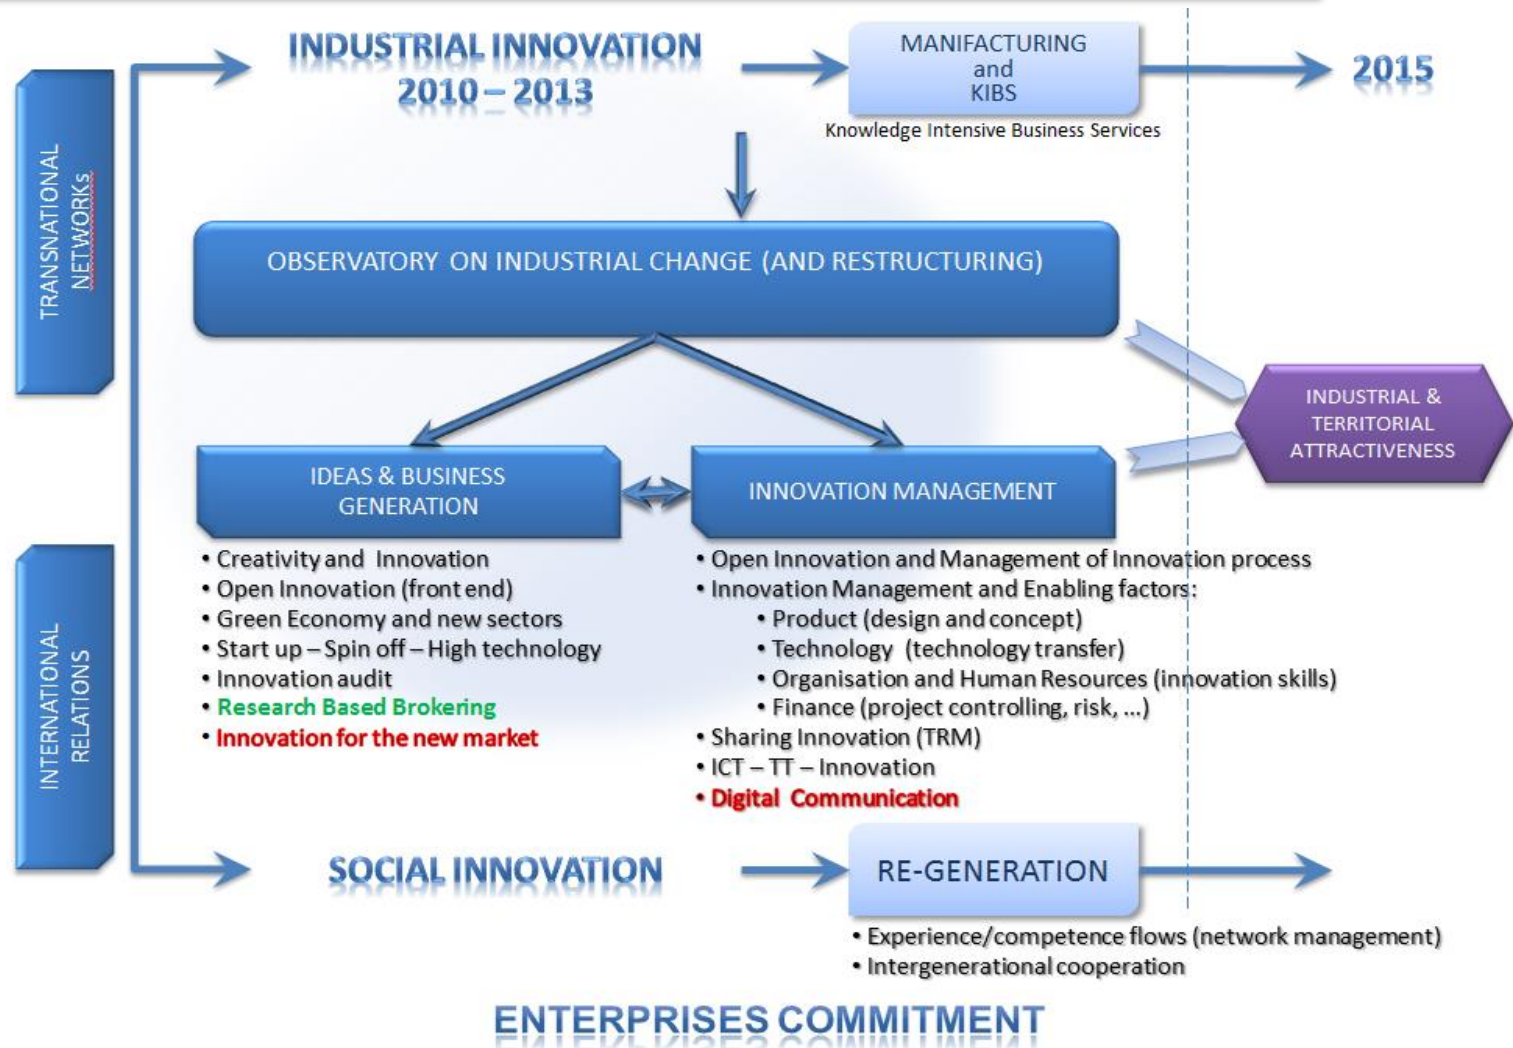 INDUSTRIAL INNOVATION
2010 – 2013
MANIFACTURING
and
KIBS
Knowledge Intensive Business Services
2015
TRANSNATIONAL
NETWORKs
OBSERVATORY ON INDUSTRIAL CHANGE (AND RESTRUCTURING)
INDUSTRIAL &
TERRITORIAL
ATTRACTIVENESS
IDEAS & BUSINESS
GENERATION
• Creativity and Innovation
• Open Innovation (front end)
• Green Economy and new sectors
• Start up – Spin off – High technology
• Innovation audit
• Research Based Brokering
• Innovation for the new market
INNOVATION MANAGEMENT
• Open Innovation and Management of Innovation process
• Innovation Management and Enabling factors:
• Product (design and concept)
• Technology (technology transfer)
• Organisation and Human Resources (innovation skills)
• Finance (project controlling, risk, ...)
• Sharing Innovation (TRM)
• ICT – TT – Innovation
• Digital Communication
INTERNATIONAL
RELATIONS
SOCIAL INNOVATION
RE-GENERATION
• Experience/competence flows (network management)
• Intergenerational cooperation
ENTERPRISES COMMITMENT